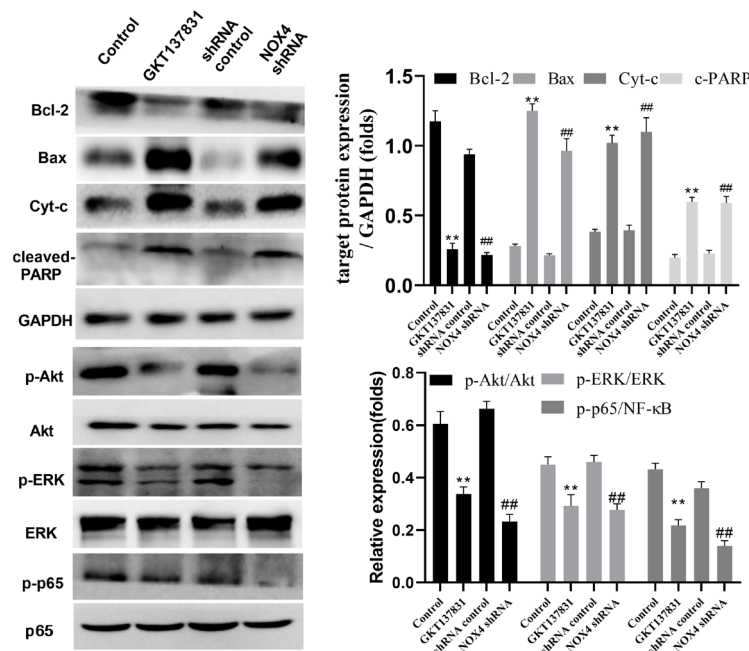 Control
GKT137831
shRNA
control
NOX4
shRNA
Bcl-2
Bax
Cyt-c
cleaved-
PARP
GAPDH
p-Akt
Akt
p-ERK
ERK
p-p65
p65
Bcl-2 Bax Cyt-c c-PARP
target protein expression
/ GAPDH (folds)
1.5
1.0
0.5
0.0
** ## ** ## ** ## ** ##
Control GKT137831 shRNA control NOX4 shRNA Control GKT137831 shRNA control NOX4 shRNA Control GKT137831 shRNA control NOX4 shRNA Control GKT137831 shRNA control NOX4 shRNA
p-Akt/Akt p-ERK/ERK
p-p65/NF-κB
Relative expression(folds)
0.8
0.6
0.4
0.2
0.0
** ## ** ## ** ##
Control GKT137831 shRNA control NOX4 shRNA Control GKT137831 shRNA control NOX4 shRNA Control GKT137831 shRNA control NOX4 shRNA